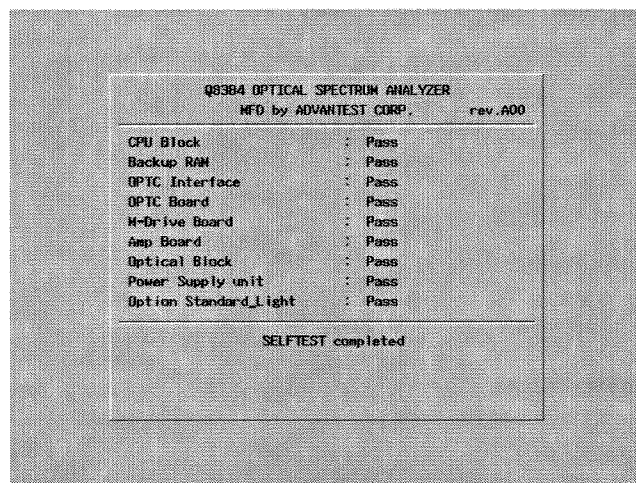 Q8384 OPTICAL SPECTRUM ANALYZER
MFD by ADVANTEST CORP. rev.A00
CPU Block : Pass
Backup RAM : Pass
OPTC Interface : Pass
OPTC Board : Pass
M-Drive Board : Pass
Amp Board : Pass
Optical Block : Pass
Power Supply unit : Pass
Option Standard_Light : Pass
SELFTEST completed